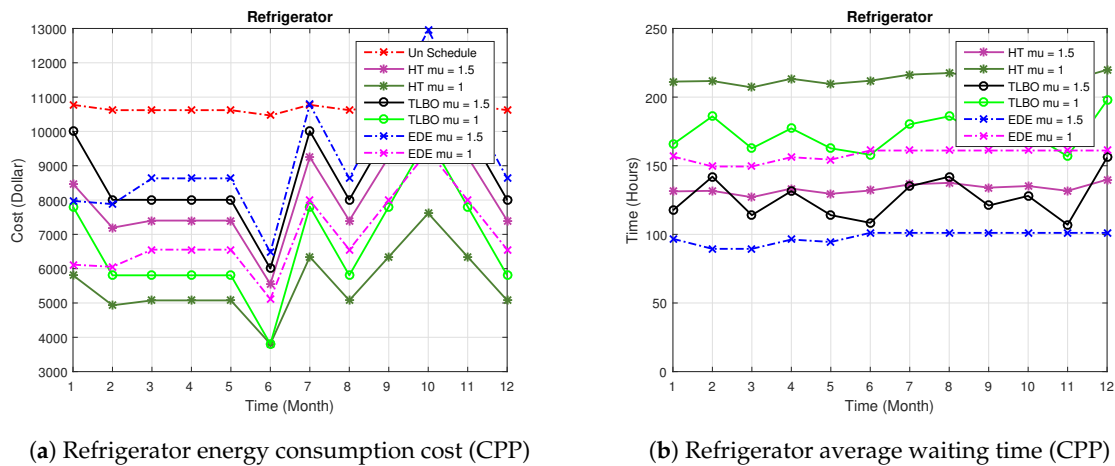 Refrigerator
13000
12000
11000
10000
9000
8000
7000
6000
5000
4000
3000
Cost (Dollar)
Un Schedule
HT mu = 1.5
HT mu = 1
TLBO mu = 1.5
TLBO mu = 1
EDE mu = 1.5
EDE mu = 1
1 2 3 4 5 6 7 8 9 10 11 12
Time (Month)
(a) Refrigerator energy consumption cost (CPP)
Refrigerator
250
200
150
100
50
0
Time (Hours)
HT mu = 1.5
HT mu = 1
TLBO mu = 1.5
TLBO mu = 1
EDE mu = 1.5
EDE mu = 1
1 2 3 4 5 6 7 8 9 10 11 12
Time (Month)
(b) Refrigerator average waiting time (CPP)